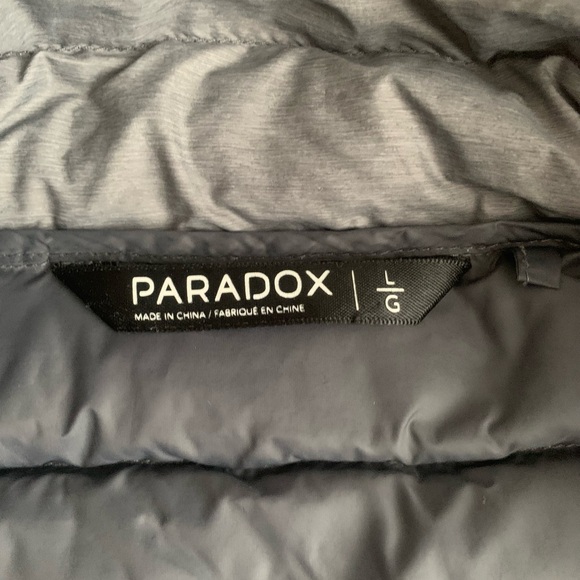 PARADOX
MADE IN CHINA / FABRIQUÉ EN CHINE
L
G